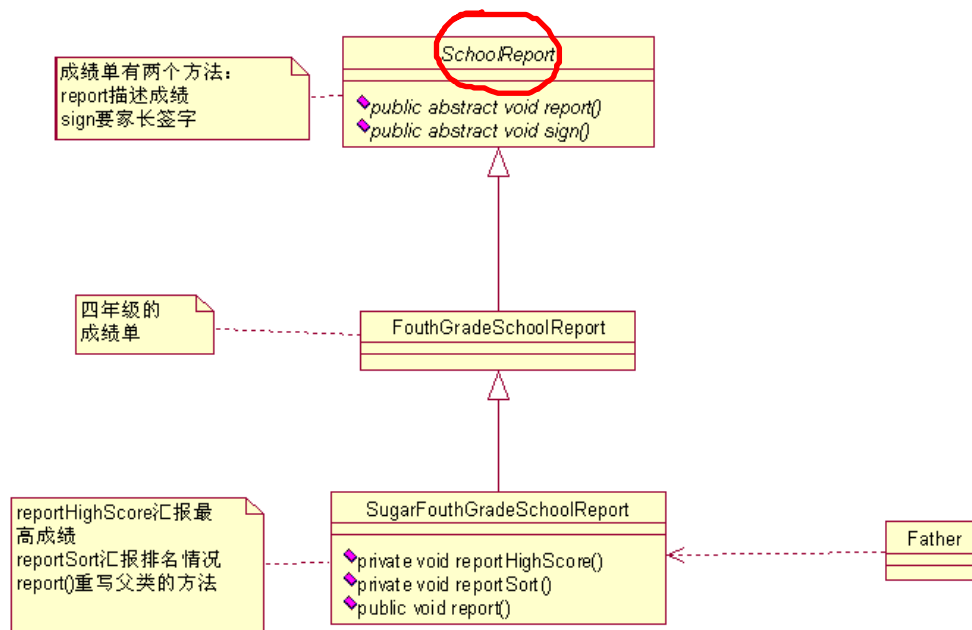 SchoolReport
成绩单有两个方法：
report描述成绩
sign要家长签字
public abstract void report()
public abstract void sign()
四年级的
成绩单
FouthGradeSchoolReport
reportHighScore汇报最
高成绩
reportSort汇报排名情况
report()重写父类的方法
SugarFouthGradeSchoolReport
private void reportHighScore()
private void reportSort()
public void report()
Father